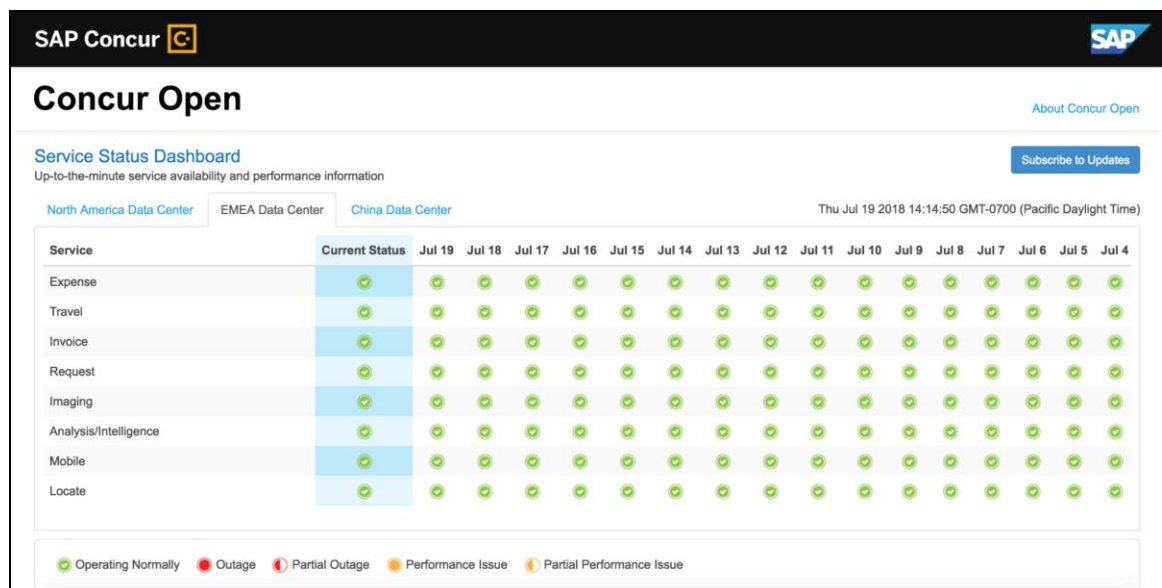 SAP Concur C.
SAP
Concur Open
About Concur Open
Service Status Dashboard
Subscribe to Updates
Up-to-the-minute service availability and performance information
North America Data Center EMEA Data Center China Data Center Thu Jul 19 2018 14:14:50 GMT-0700 (Pacific Daylight Time)
Service Current Status Jul 19 Jul 18 Jul 17 Jul 16 Jul 15 Jul 14 Jul 13 Jul 12 Jul 11 Jul 10 Jul 9 Jul 8 Jul 7 Jul 6 Jul 5 Jul 4
Expense
Travel
Invoice
Request
Imaging
Analysis/Intelligence
Mobile
Locate
Operating Normally Outage Partial Outage Performance Issue Partial Performance Issue